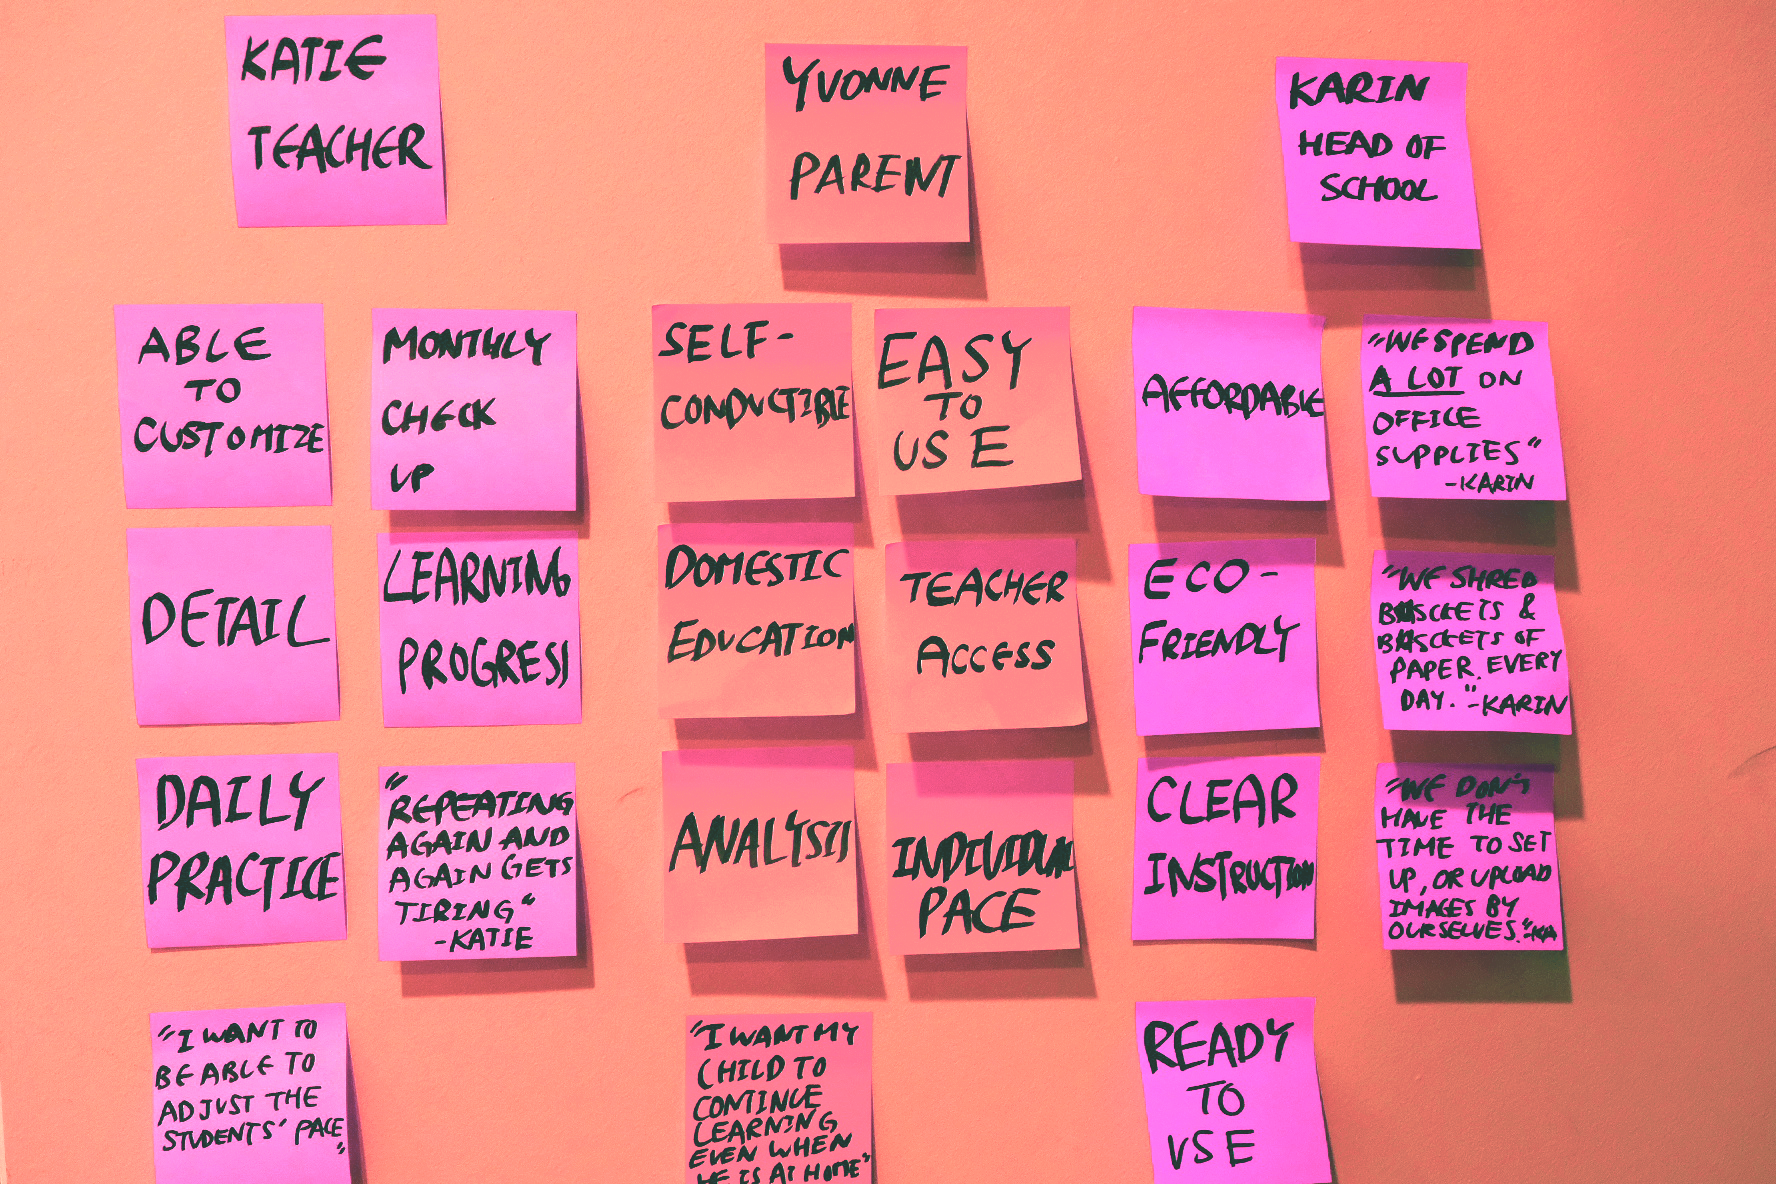 KATIE
TEACHER
YVONNE
PARENT
KARIN
HEAD OF
SCHOOL
ABLE
TO
CUSTOMIZE
MONTHLY
CHECK
UP
SELF-
CONDUCTIBLE
EASY
TO
USE
AFFORDABLE
"WE SPEND
A LOT ON
OFFICE
SUPPLIES"
-KARIN
DETAIL
LEARNING
PROGRESS
DOMESTIC
EDUCATION
TEACHER
ACCESS
ECO-
FRIENDLY
"WE SHRED
BUSCKETS &
BUSCKETS OF
PAPER EVERY
DAY."-KARIN
DAILY
PRACTICE
"REPEATING
AGAIN AND
AGAIN GETS
TIRING"
-KATIE
ANALYSIS
INDIVIDUAL
PACE
CLEAR
INSTRUCTION
"WE DON'T
HAVE THE
TIME TO SET
UP, OR UPLOAD
IMAGES BY
OURSELVES."-KA
"I WANT TO
BE ABLE TO
ADJUST THE
STUDENTS' PACE
"
"I WANT MY
CHILD TO
CONTINUE
LEARNING
EVEN WHEN
HE IS AT HOME"
READY
TO
USE